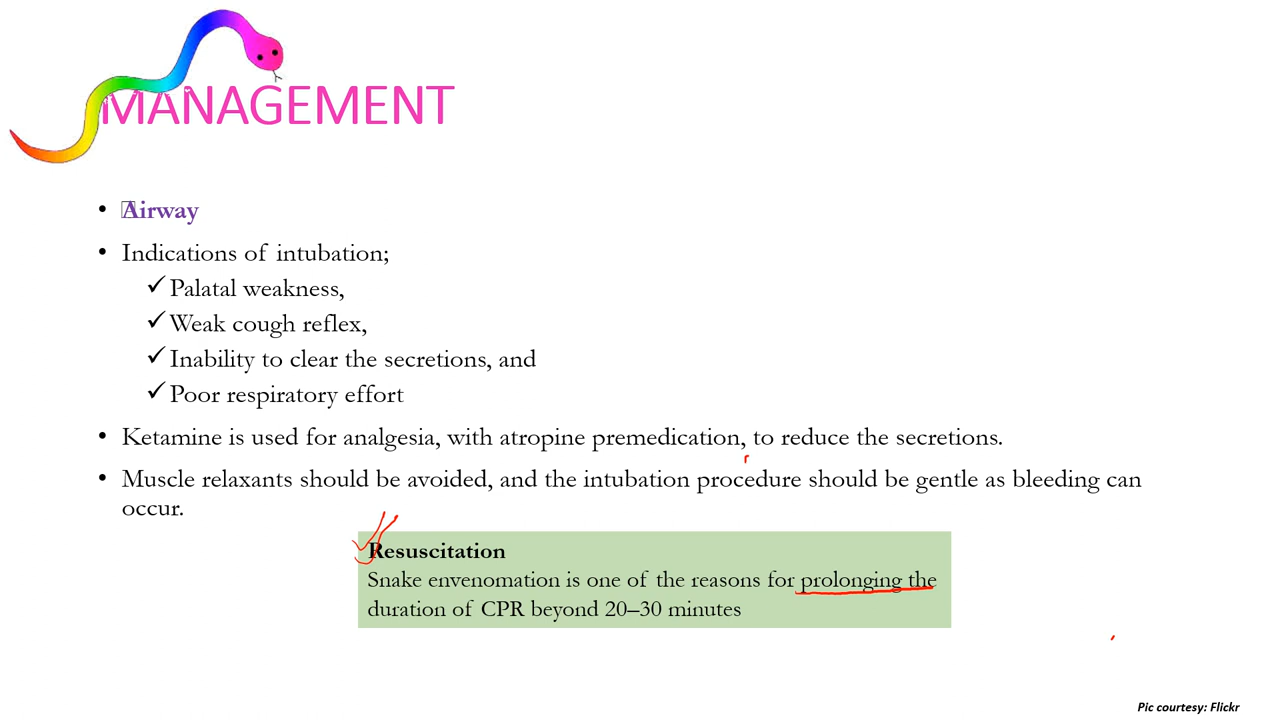 MANAGEMENT
• Airway
• Indications of intubation;
✓ Palatal weakness,
✓ Weak cough reflex,
✓ Inability to clear the secretions, and
✓ Poor respiratory effort
• Ketamine is used for analgesia, with atropine premedication, to reduce the secretions.
• Muscle relaxants should be avoided, and the intubation procedure should be gentle as bleeding can
occur.
Resuscitation
Snake envenomation is one of the reasons for prolonging the
duration of CPR beyond 20–30 minutes
Pic courtesy: Flickr